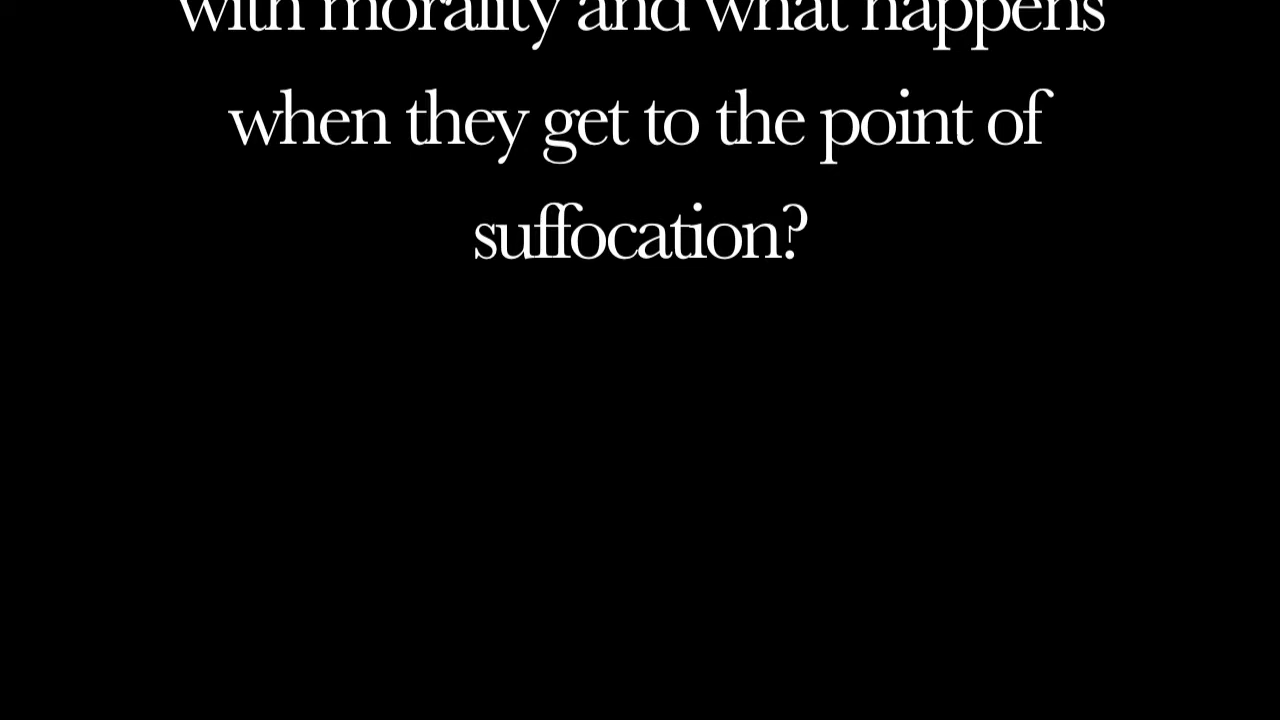 with morality and what happens
when they get to the point of
suffocation?